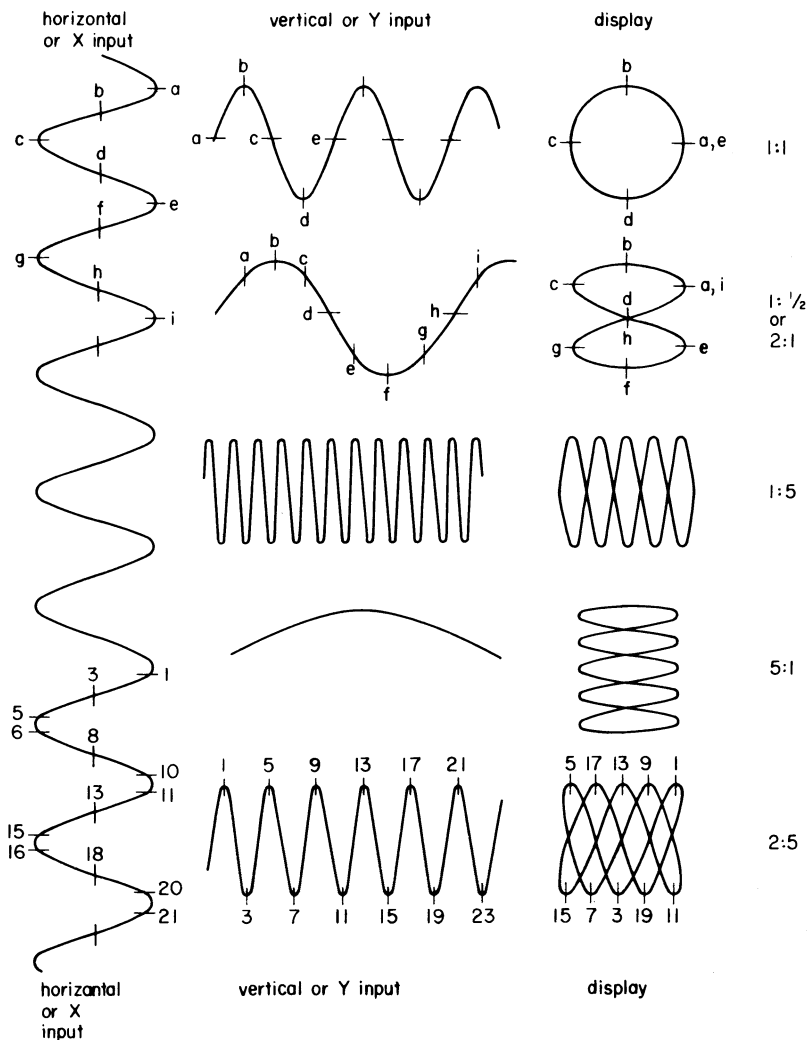 horizontal
or X input
vertical or Y input
display
a
b
c
d
e
f
g
h
i
a
b
c
d
e
b
c
a,e
d
1:1
a
b
c
d
e
f
g
h
i
b
c
a, i
d
h
g
e
f
1: ½
or
2:1
1:5
5:1
1
3
5
6
8
10
11
13
15
16
18
20
21
1 5 9 13 17 21
3 7 11 15 19 23
5 17 13 9 1
15 7 3 19 11
2:5
horizantal
or X
input
vertical or Y input
display